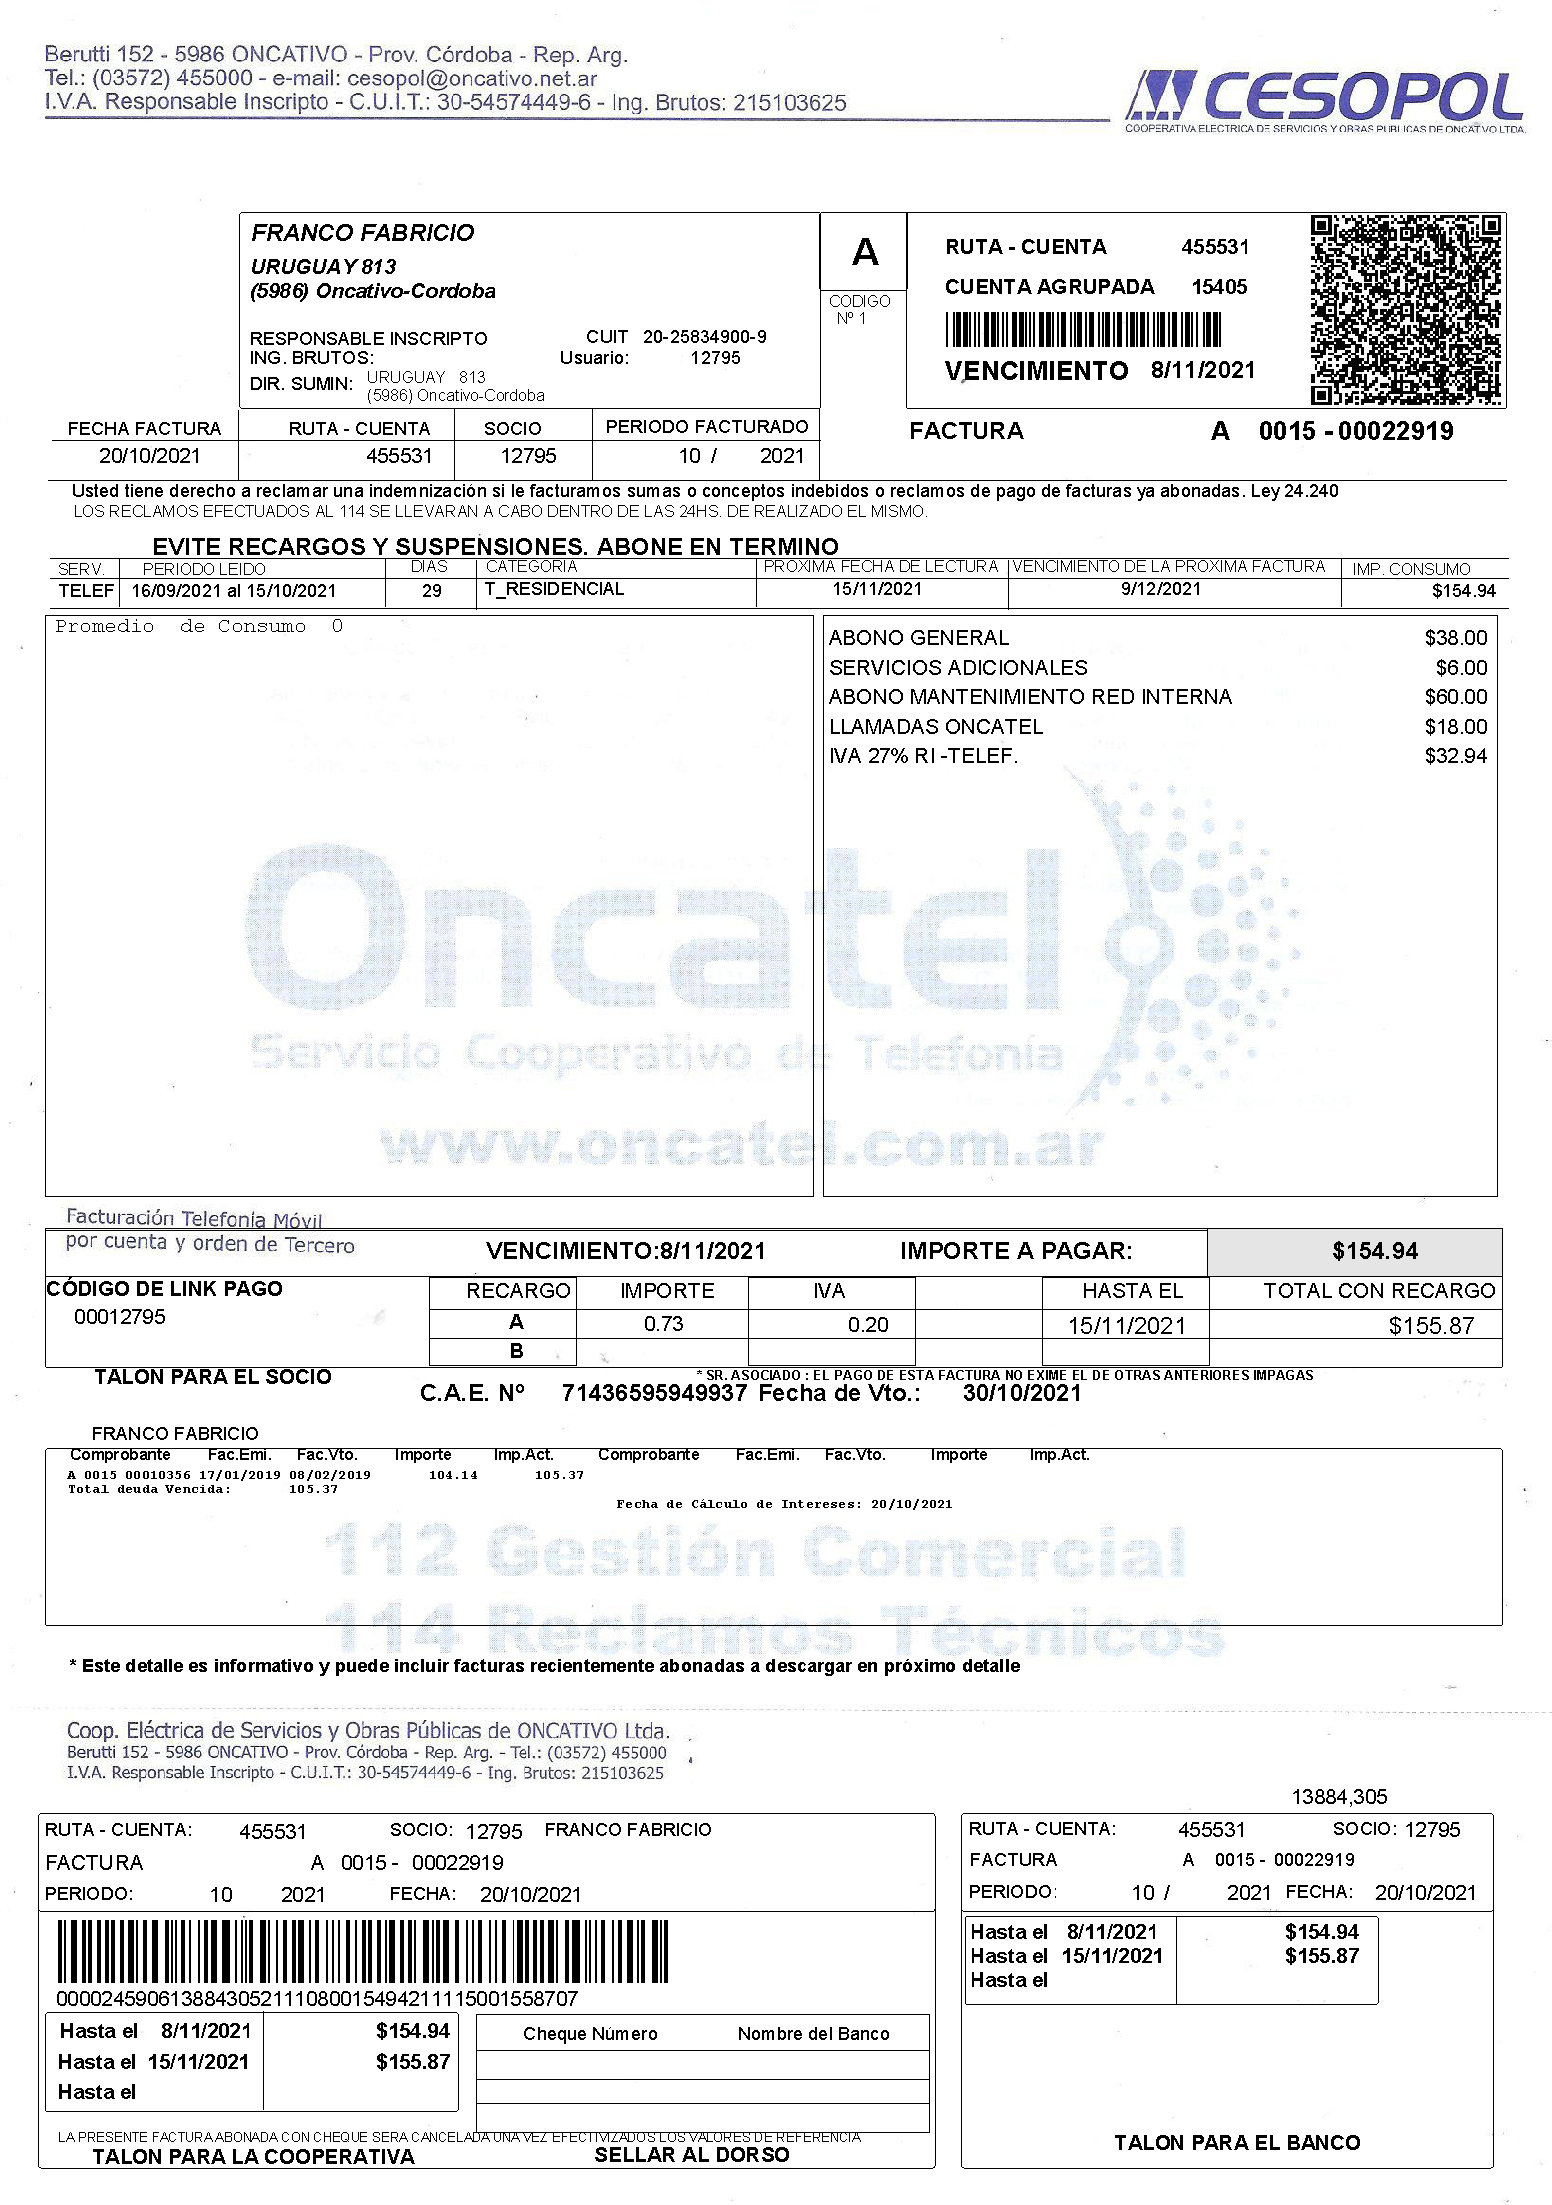 Berutti 152 - 5986 ONCATIVO - Prov. Córdoba - Rep. Arg.
Tel.: (03572) 455000 - e-mail: cesopol@oncativo.net.ar
I.V.A. Responsable Inscripto - C.U.I.T.: 30-54574449-6 - Ing. Brutos: 215103625
CESOPOL
COOPERATIVA ELECTRICA DE SERVICIOS Y OBRAS PUBLICAS DE ONCATIVO LTDA.
FRANCO FABRICIO
URUGUAY 813
(5986) Oncativo-Cordoba
RESPONSABLE INSCRIPTO CUIT 20-25834900-9
ING. BRUTOS: Usuario: 12795
DIR. SUMIN: URUGUAY 813
(5986) Oncativo-Cordoba
A
CODIGO
Nº 1
RUTA - CUENTA 455531
CUENTA AGRUPADA 15405
VENCIMIENTO 8/11/2021
FECHA FACTURA RUTA - CUENTA SOCIO PERIODO FACTURADO
20/10/2021 455531 12795 10 / 2021
FACTURA A 0015 - 00022919
Usted tiene derecho a reclamar una indemnización si le facturamos sumas o conceptos indebidos o reclamos de pago de facturas ya abonadas. Ley 24.240
LOS RECLAMOS EFECTUADOS AL 114 SE LLEVARAN A CABO DENTRO DE LAS 24HS. DE REALIZADO EL MISMO.
EVITE RECARGOS Y SUSPENSIONES. ABONE EN TERMINO
SERV. PERIODO LEIDO DIAS CATEGORIA PROXIMA FECHA DE LECTURA VENCIMIENTO DE LA PROXIMA FACTURA IMP. CONSUMO
TELEF 16/09/2021 al 15/10/2021 29 T_RESIDENCIAL 15/11/2021 9/12/2021 $154.94
Promedio de Consumo 0
ABONO GENERAL $38.00
SERVICIOS ADICIONALES $6.00
ABONO MANTENIMIENTO RED INTERNA $60.00
LLAMADAS ONCATEL $18.00
IVA 27% RI -TELEF. $32.94
Oncatel
Servicio Cooperativo de Telefonía
www.oncatel.com.ar
Facturación Telefonía Móvil
por cuenta y orden de Tercero
VENCIMIENTO:8/11/2021 IMPORTE A PAGAR: $154.94
CÓDIGO DE LINK PAGO
00012795
RECARGO IMPORTE IVA HASTA EL TOTAL CON RECARGO
A 0.73 0.20 15/11/2021 $155.87
B
TALON PARA EL SOCIO
* SR. ASOCIADO : EL PAGO DE ESTA FACTURA NO EXIME EL DE OTRAS ANTERIORES IMPAGAS
C.A.E. Nº 71436595949937 Fecha de Vto.: 30/10/2021
FRANCO FABRICIO
Comprobante Fac.Emi. Fac.Vto. Importe Imp.Act. Comprobante Fac.Emi. Fac.Vto. Importe Imp.Act.
A 0015 00010356 17/01/2019 08/02/2019 104.14 105.37
Total deuda Vencida: 105.37
Fecha de Cálculo de Intereses: 20/10/2021
112 Gestión Comercial
114 Reclamos Técnicos
* Este detalle es informativo y puede incluir facturas recientemente abonadas a descargar en próximo detalle
Coop. Eléctrica de Servicios y Obras Públicas de ONCATIVO Ltda.
Berutti 152 - 5986 ONCATIVO - Prov. Córdoba - Rep. Arg. - Tel.: (03572) 455000
I.V.A. Responsable Inscripto - C.U.I.T.: 30-54574449-6 - Ing. Brutos: 215103625
13884,305
RUTA - CUENTA: 455531 SOCIO: 12795 FRANCO FABRICIO
FACTURA A 0015 - 00022919
PERIODO: 10 2021 FECHA: 20/10/2021
0000245906138843052111080015494211115001558707
Hasta el 8/11/2021 $154.94
Hasta el 15/11/2021 $155.87
Hasta el
Cheque Número Nombre del Banco
LA PRESENTE FACTURA ABONADA CON CHEQUE SERA CANCELADA UNA VEZ EFECTIVIZADOS LOS VALORES DE REFERENCIA
TALON PARA LA COOPERATIVA SELLAR AL DORSO
RUTA - CUENTA: 455531 SOCIO: 12795
FACTURA A 0015 - 00022919
PERIODO: 10 / 2021 FECHA: 20/10/2021
Hasta el 8/11/2021 $154.94
Hasta el 15/11/2021 $155.87
Hasta el
TALON PARA EL BANCO